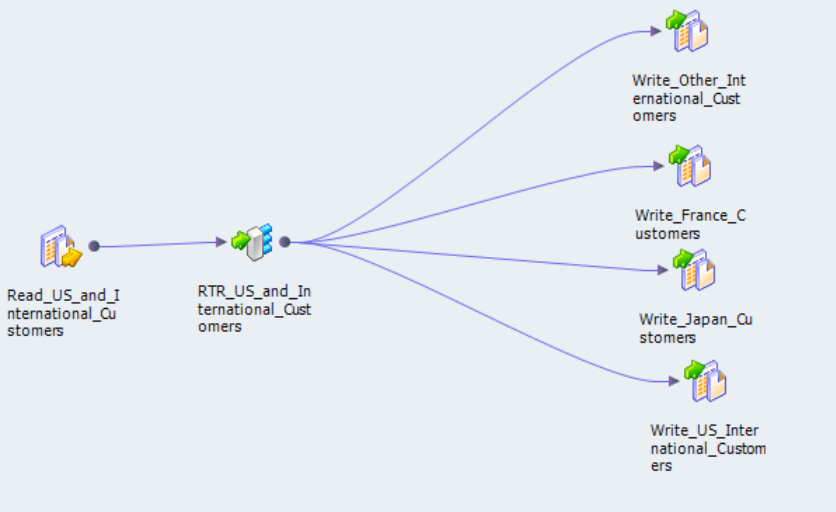 Write_Other_Int
ernational_Cust
omers
Write_France_C
ustomers
Read_US_and_I
nternational_Cu
stomers
RTR_US_and_In
ternational_Cust
omers
Write_Japan_Cu
stomers
Write_US_Inter
national_Custom
ers